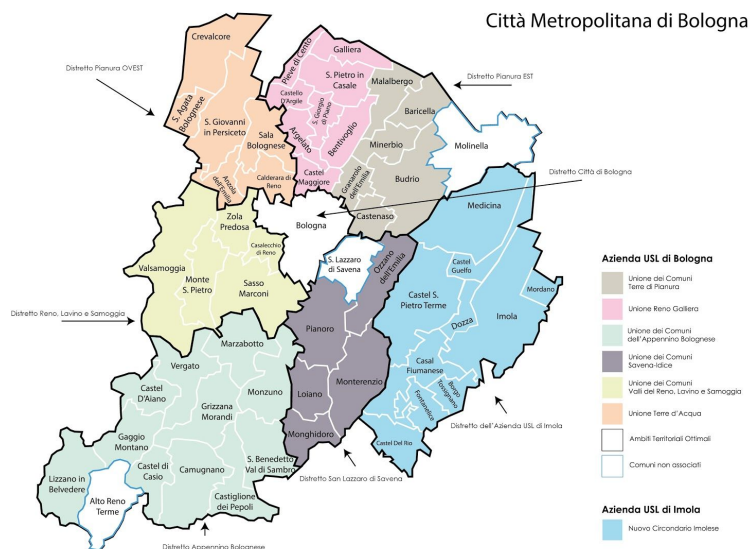 Città Metropolitana di Bologna
Crevalcore
Galliera
Pieve di Cento
Distretto Pianura OVEST
S. Pietro in
Casale
Malalbergo
Distretto Pianura EST
Castello
D'Argile
S. Agata
Bolognese
S. Giorgio
di Piano
Baricella
S. Giovanni
in Persiceto
Sala
Bolognese
Argelato
Bentivoglio
Minerbio
Molinella
Calderara di
Reno
Anzola
dell'Emilia
Castel
Maggiore
Granarolo
dell'Emilia
Budrio
Distretto Città di Bologna
Medicina
Zola
Predosa
Bologna
Castenaso
Casalecchio
di Reno
S. Lazzaro
di Savena
Ozzano
dell'Emilia
Valsamoggia
Monte
S. Pietro
Sasso
Marconi
Castel
Guelfo
Mordano
Castel S.
Pietro Terme
Imola
Dozza
Distretto Reno, Lavino e Samoggia
Pianoro
Marzabotto
Vergato
Casal
Fiumanese
Castel
D'Aiano
Monzuno
Loiano
Monterenzio
Borgo
Tossignano
Fontanelice
Grizzana
Morandi
Distretto dell'Azienda USL di Imola
Gaggio
Montano
Monghidoro
Castel Del Rio
S. Benedetto
Val di Sambro
Lizzano in
Belvedere
Castel di
Casio
Camugnano
Distretto San Lazzaro di Savena
Alto Reno
Terme
Castiglione
dei Pepoli
Distretto Appennino Bolognese
Azienda USL di Bologna
Unione dei Comuni
Terre di Pianura
Unione Reno Galliera
Unione dei Comuni
dell'Appennino Bolognese
Unione dei Comuni
Savena-Idice
Unione dei Comuni
Valli del Reno, Lavino e Samoggia
Unione Terre d'Acqua
Ambiti Territoriali Ottimali
Comuni non associati
Azienda USL di Imola
Nuovo Circondario Imolese